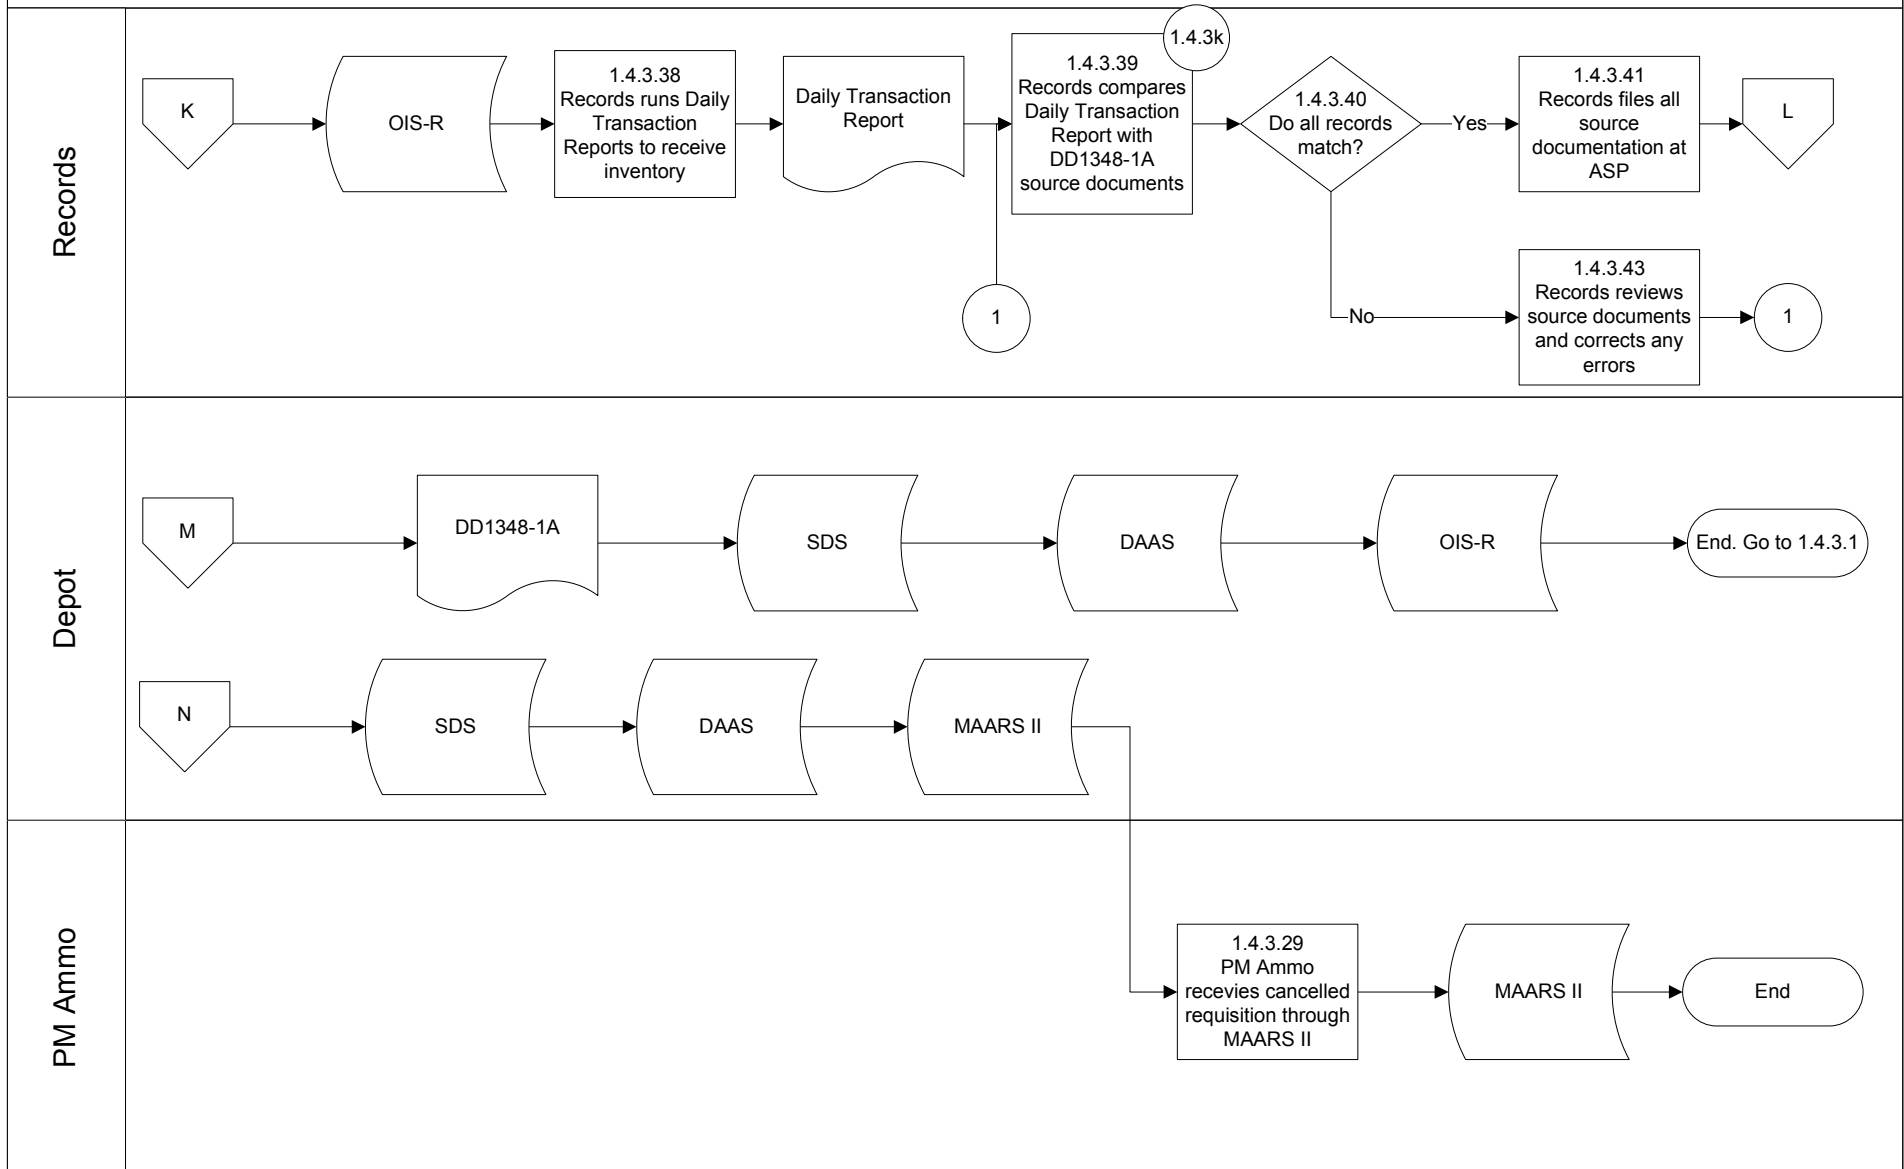 Records
K
OIS-R
1.4.3.38
Records runs Daily
Transaction
Reports to receive
inventory
Daily Transaction
Report
1.4.3k
1.4.3.39
Records compares
Daily Transaction
Report with
DD1348-1A
source documents
1.4.3.40
Do all records
match?
Yes
1.4.3.41
Records files all
source
documentation at
ASP
L
1
No
1.4.3.43
Records reviews
source documents
and corrects any
errors
1
Depot
M
DD1348-1A
SDS
DAAS
OIS-R
End. Go to 1.4.3.1
N
SDS
DAAS
MAARS II
PM Ammo
1.4.3.29
PM Ammo
recevies cancelled
requisition through
MAARS II
MAARS II
End